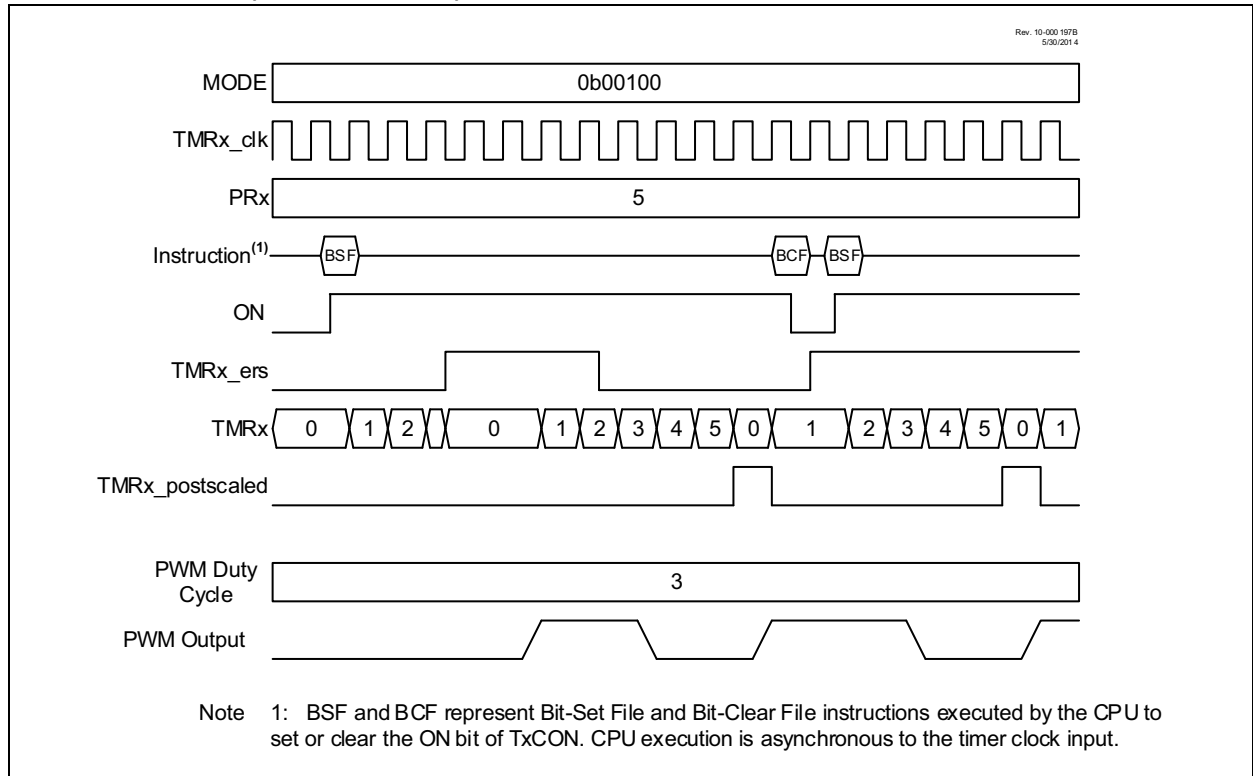 Rev. 10-000 197B
5/30/201 4
MODE 0b00100
TMRx_clk
PRx 5
Instruction(1) BSF BCF BSF
ON
TMRx_ers
TMRx 0 1 2 0 1 2 3 4 5 0 1 2 3 4 5 0 1
TMRx_postscaled
PWM Duty
Cycle 3
PWM Output
Note 1: BSF and BCF represent Bit-Set File and Bit-Clear File instructions executed by the CPU to
set or clear the ON bit of TxCON. CPU execution is asynchronous to the timer clock input.